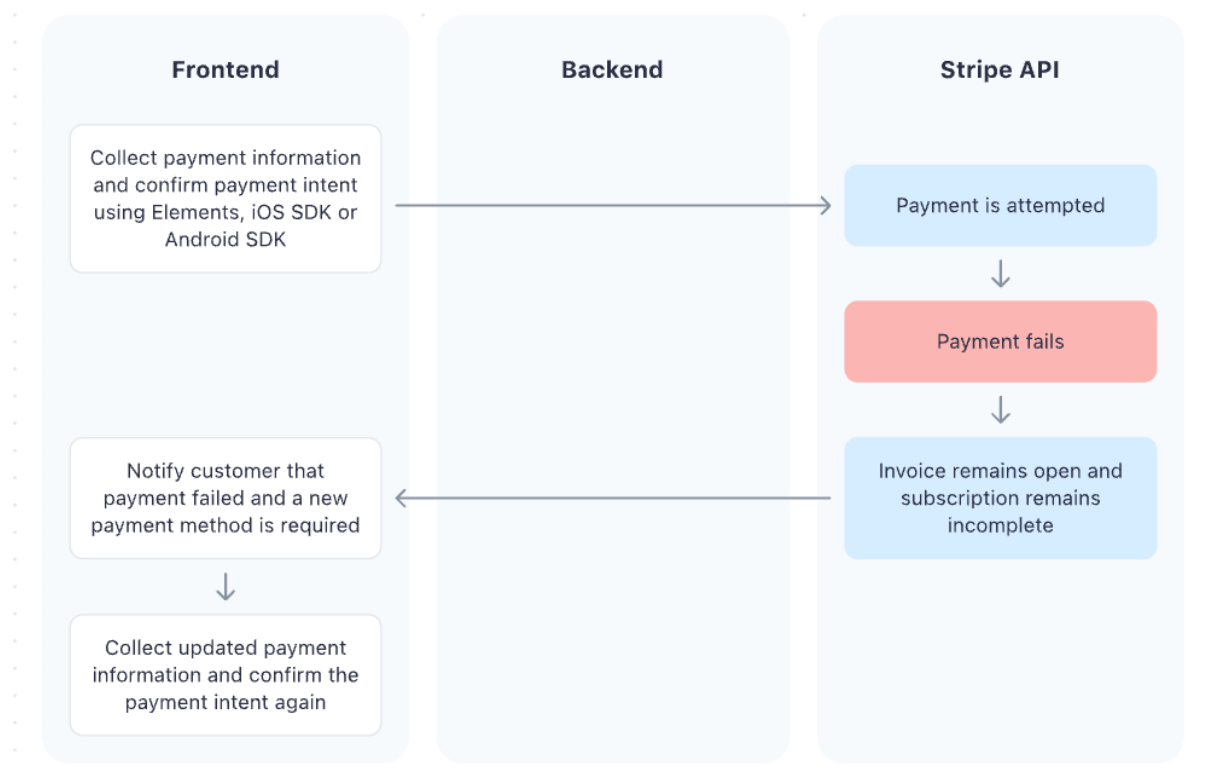 Frontend
Backend
Stripe API
Collect payment information
and confirm payment intent
using Elements, iOS SDK or
Android SDK
Payment is attempted
Payment fails
Notify customer that
payment failed and a new
payment method is required
Invoice remains open and
subscription remains
incomplete
Collect updated payment
information and confirm the
payment intent again